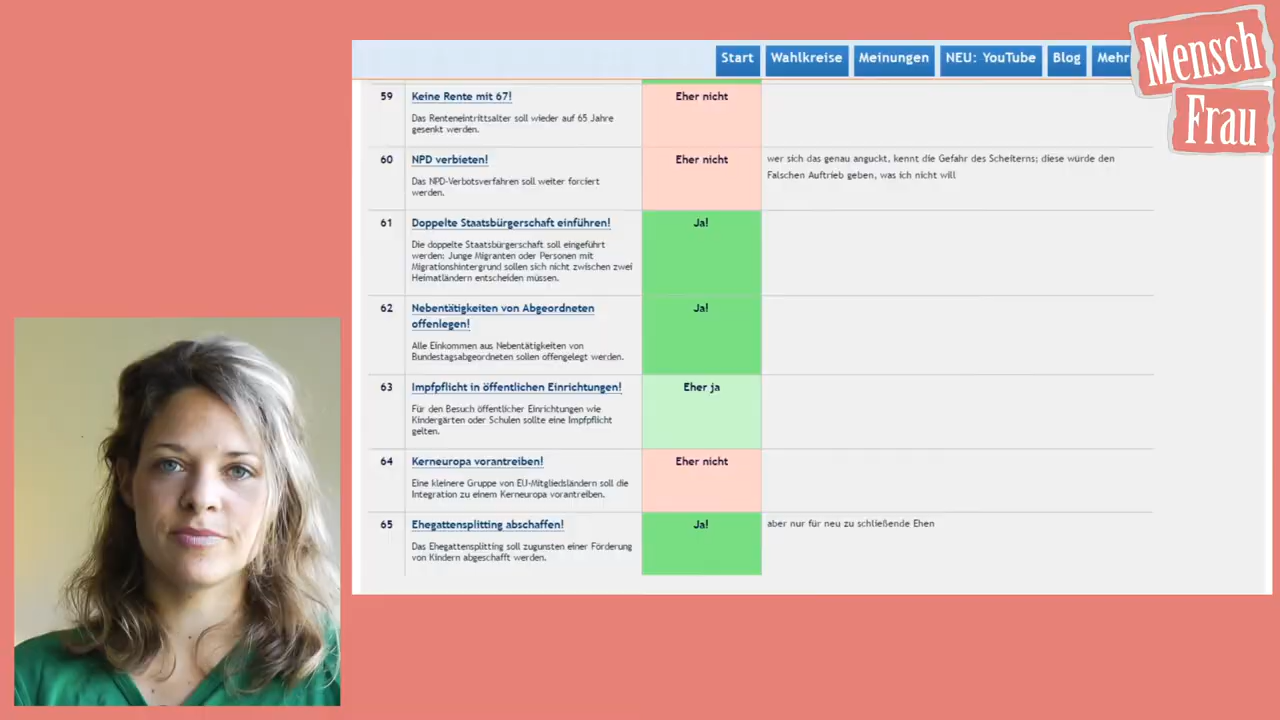 Mensch
Frau
Start Wahlkreise Meinungen NEU: YouTube Blog Mehr
59 Keine Rente mit 67! Eher nicht
Das Renteneintrittsalter soll wieder auf 65 Jahre
gesenkt werden.
60 NPD verbieten! Eher nicht wer sich das genau anguckt, kennt die Gefahr des Scheiterns; diese würde den
Falschen Auftrieb geben, was ich nicht will
Das NPD-Verbotsverfahren soll weiter forciert
werden.
61 Doppelte Staatsbürgerschaft einführen! Ja!
Die doppelte Staatsbürgerschaft soll eingeführt
werden: Junge Migranten oder Personen mit
Migrationshintergrund sollen sich nicht zwischen zwei
Heimatländern entscheiden müssen.
62 Nebentätigkeiten von Abgeordneten Ja!
offenlegen!
Alle Einkommen aus Nebentätigkeiten von
Bundestagsabgeordneten sollen offengelegt werden.
63 Impfpflicht in öffentlichen Einrichtungen! Eher ja
Für den Besuch öffentlicher Einrichtungen wie
Kindergärten oder Schulen sollte eine Impfpflicht
gelten.
64 Kerneuropa vorantreiben! Eher nicht
Eine kleinere Gruppe von EU-Mitgliedsländern soll die
Integration zu einem Kerneuropa vorantreiben.
65 Ehegattensplitting abschaffen! Ja! aber nur für neu zu schließende Ehen
Das Ehegattensplitting soll zugunsten einer Förderung
von Kindern abgeschafft werden.